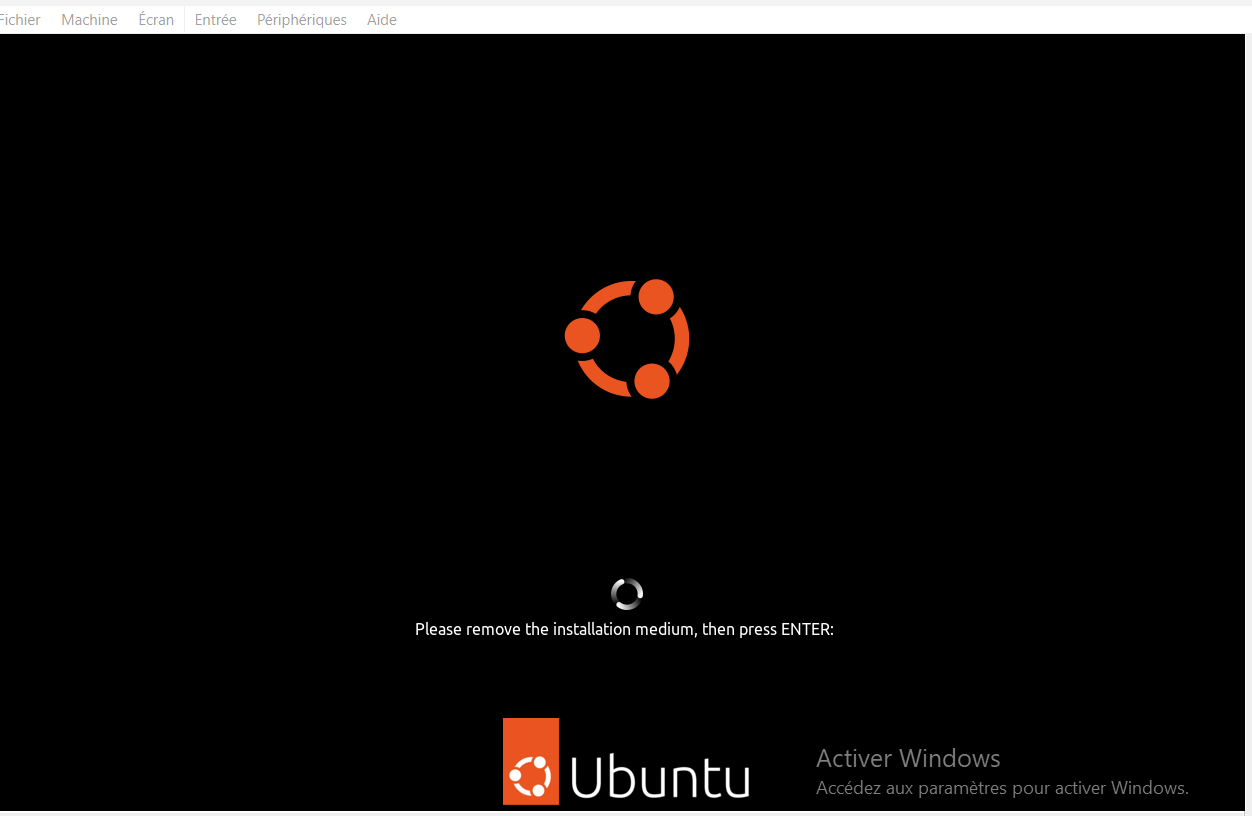 Fichier Machine Écran Entrée Périphériques Aide
Please remove the installation medium, then press ENTER:
Ubuntu
Activer Windows
Accédez aux paramètres pour activer Windows.